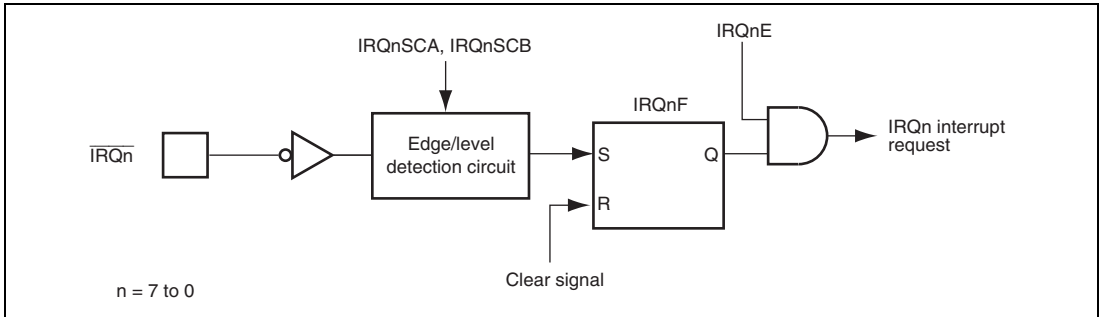 IRQnE
IRQnSCA, IRQnSCB
IRQnF
IRQn
Edge/level
detection circuit
S
Q
IRQn interrupt
request
R
Clear signal
n = 7 to 0